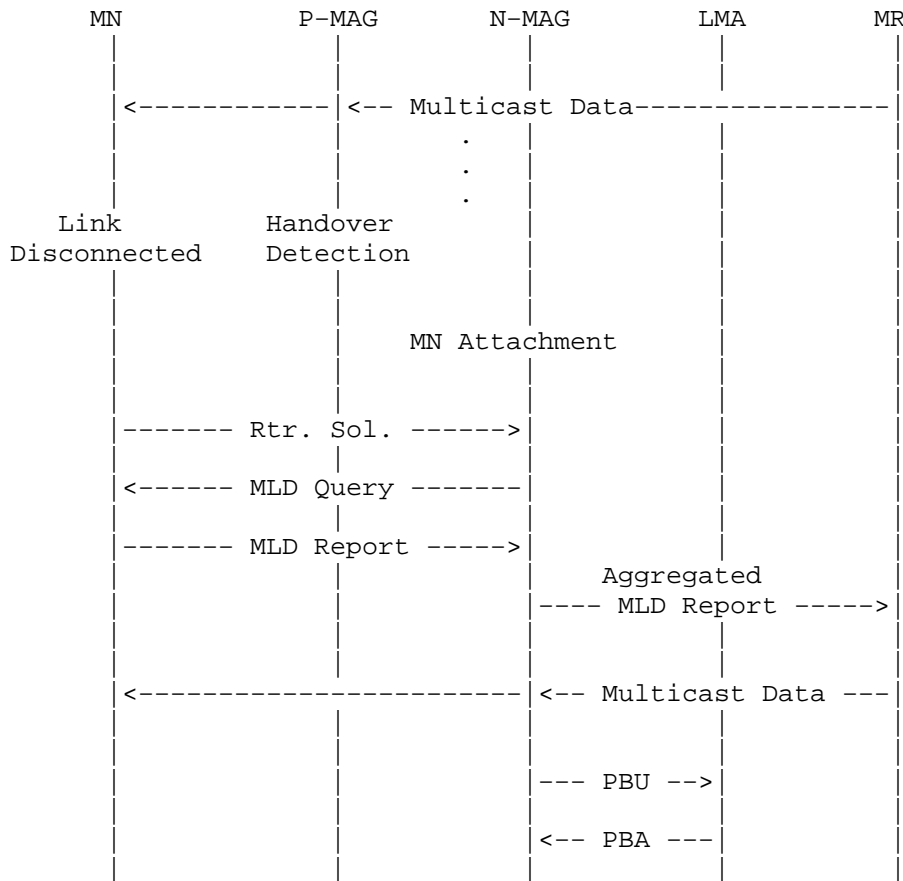 MN P-MAG N-MAG LMA MR
|<------------|<-- Multicast Data----------------|
.
.
.
Link Handover
Disconnected Detection
MN Attachment
|------- Rtr. Sol. ------>|
|<------ MLD Query -------|
|------- MLD Report ----->|
Aggregated
|---- MLD Report ----->|
|<----------------------|<-- Multicast Data ---|
|--- PBU -->|
|<-- PBA ---|